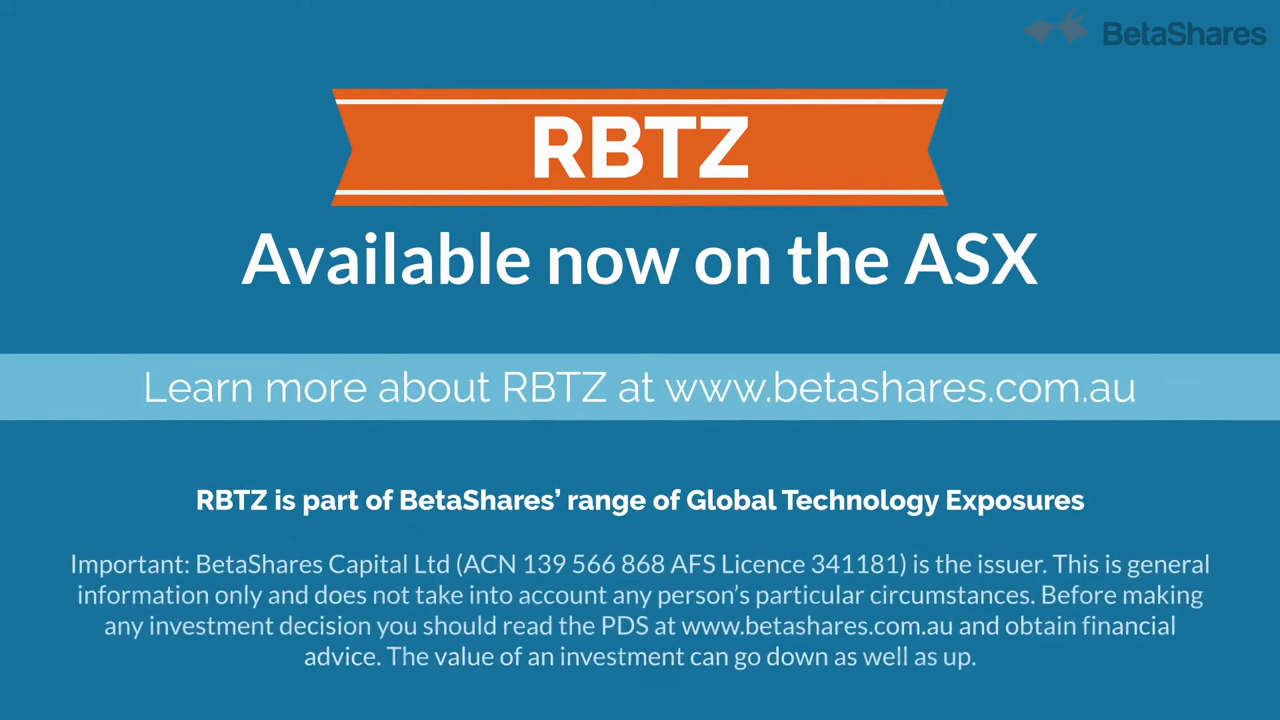 BetaShares
RBTZ
Available now on the ASX
Learn more about RBTZ at www.betashares.com.au
RBTZ is part of BetaShares’ range of Global Technology Exposures
Important: BetaShares Capital Ltd (ACN 139 566 868 AFS Licence 341181) is the issuer. This is general
information only and does not take into account any person’s particular circumstances. Before making
any investment decision you should read the PDS at www.betashares.com.au and obtain financial
advice. The value of an investment can go down as well as up.